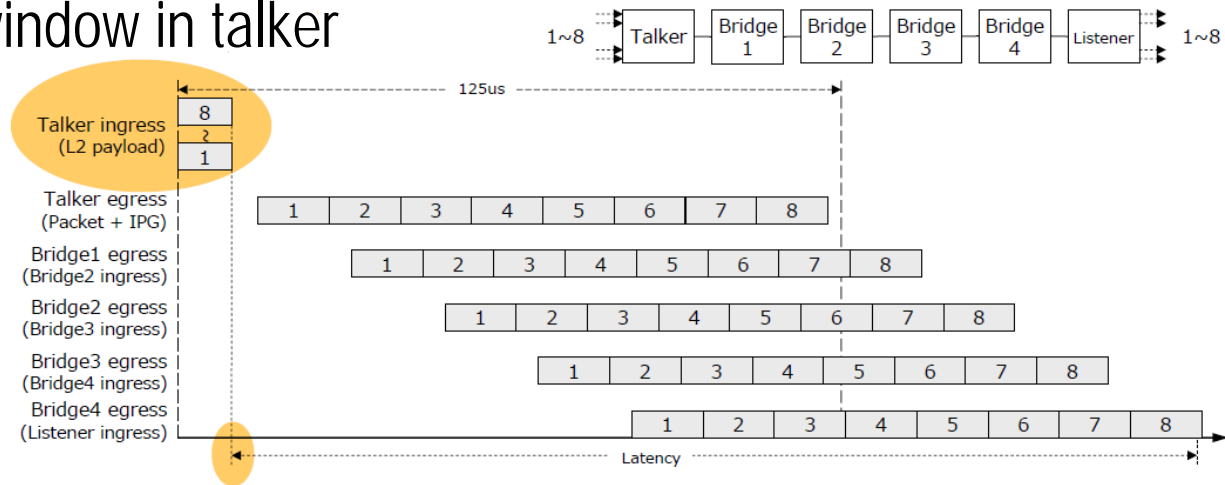 window in talker
1~8 Talker Bridge 1 Bridge 2 Bridge 3 Bridge 4 Listener 1~8
125us
Talker ingress
(L2 payload)
8
~
1
Talker egress
(Packet + IPG)
1 2 3 4 5 6 7 8
Bridge1 egress
(Bridge2 ingress)
1 2 3 4 5 6 7 8
Bridge2 egress
(Bridge3 ingress)
1 2 3 4 5 6 7 8
Bridge3 egress
(Bridge4 ingress)
1 2 3 4 5 6 7 8
Bridge4 egress
(Listener ingress)
1 2 3 4 5 6 7 8
Latency